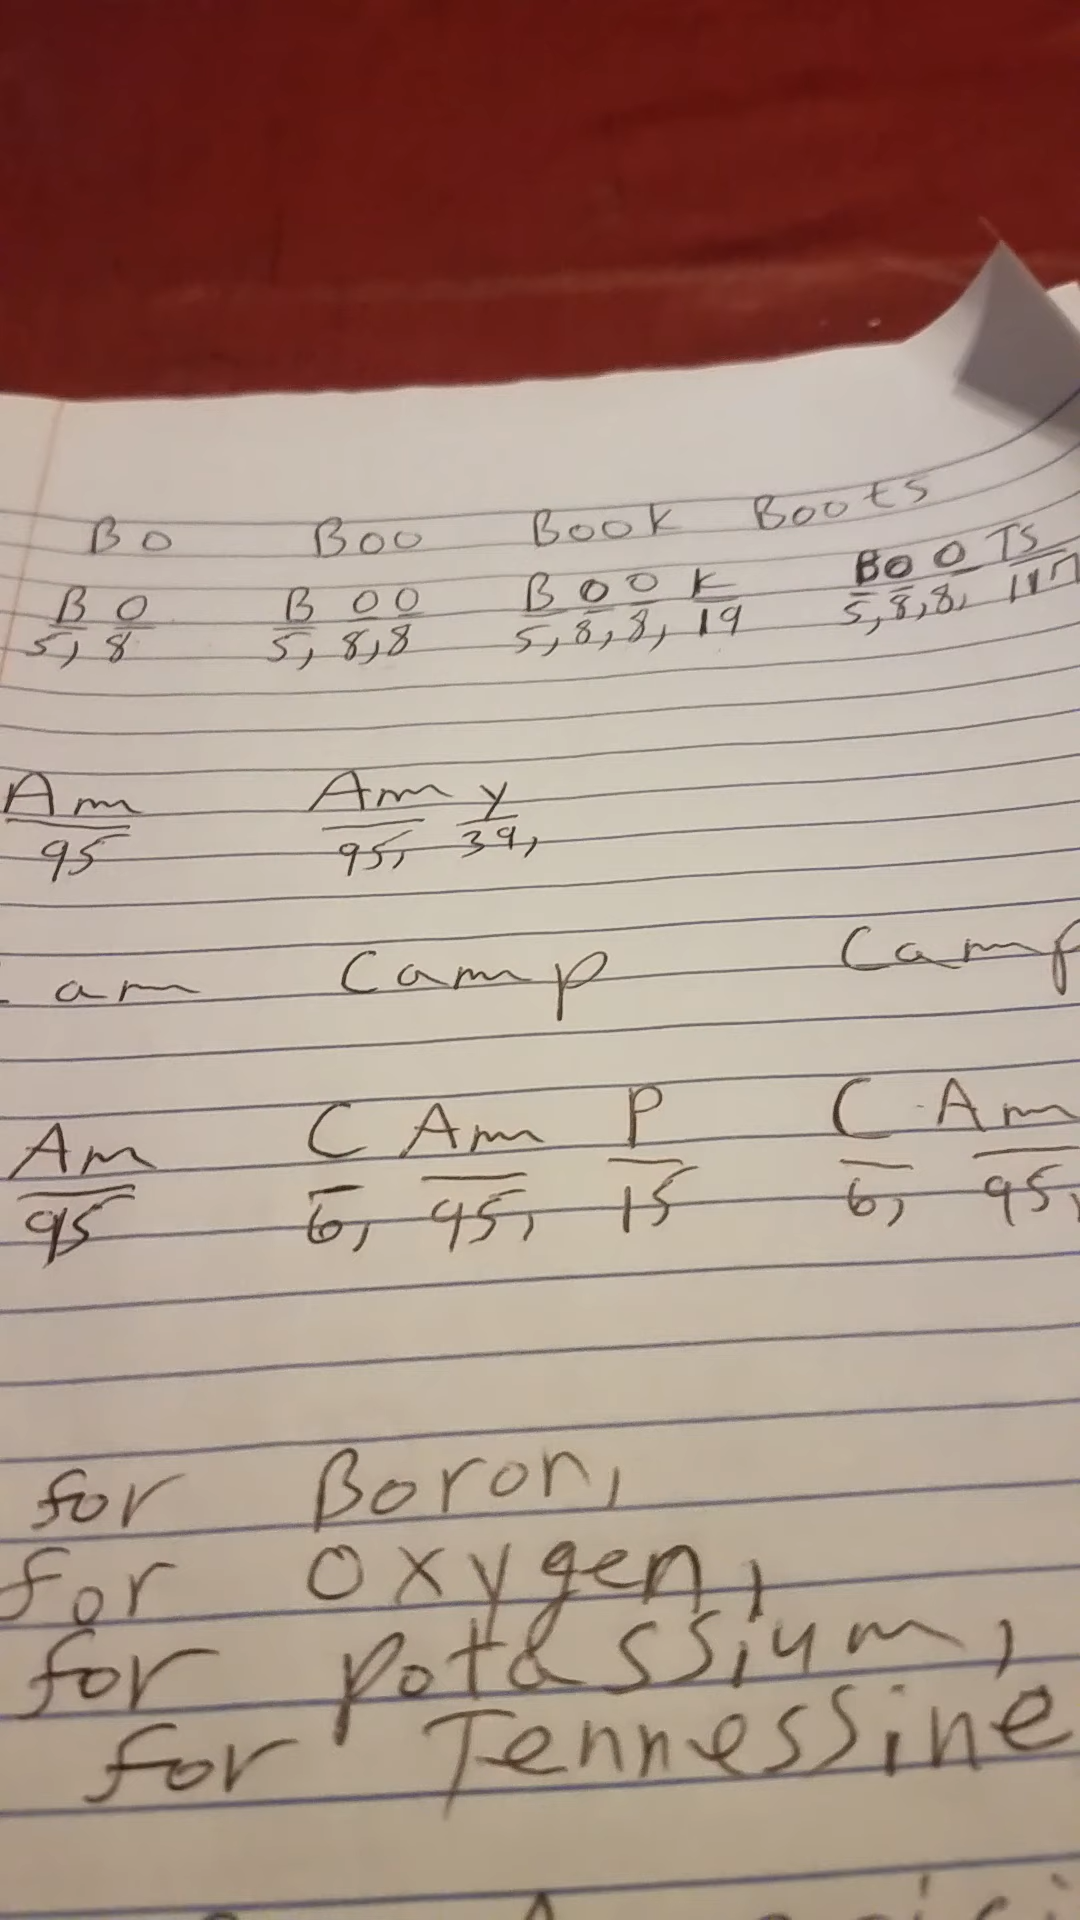 Bo Boo Book Boots
B O B O O B O O K B O O Ts
5, 8 5, 8,8 5,8,8, 19 5,8,8, 117
Am Am y
95 95, 39,
am Camp Camp
Am C Am P C Am
95 6, 95, 15 6, 95,
for Boron,
for Oxygen,
for potassium,
for Tennessine